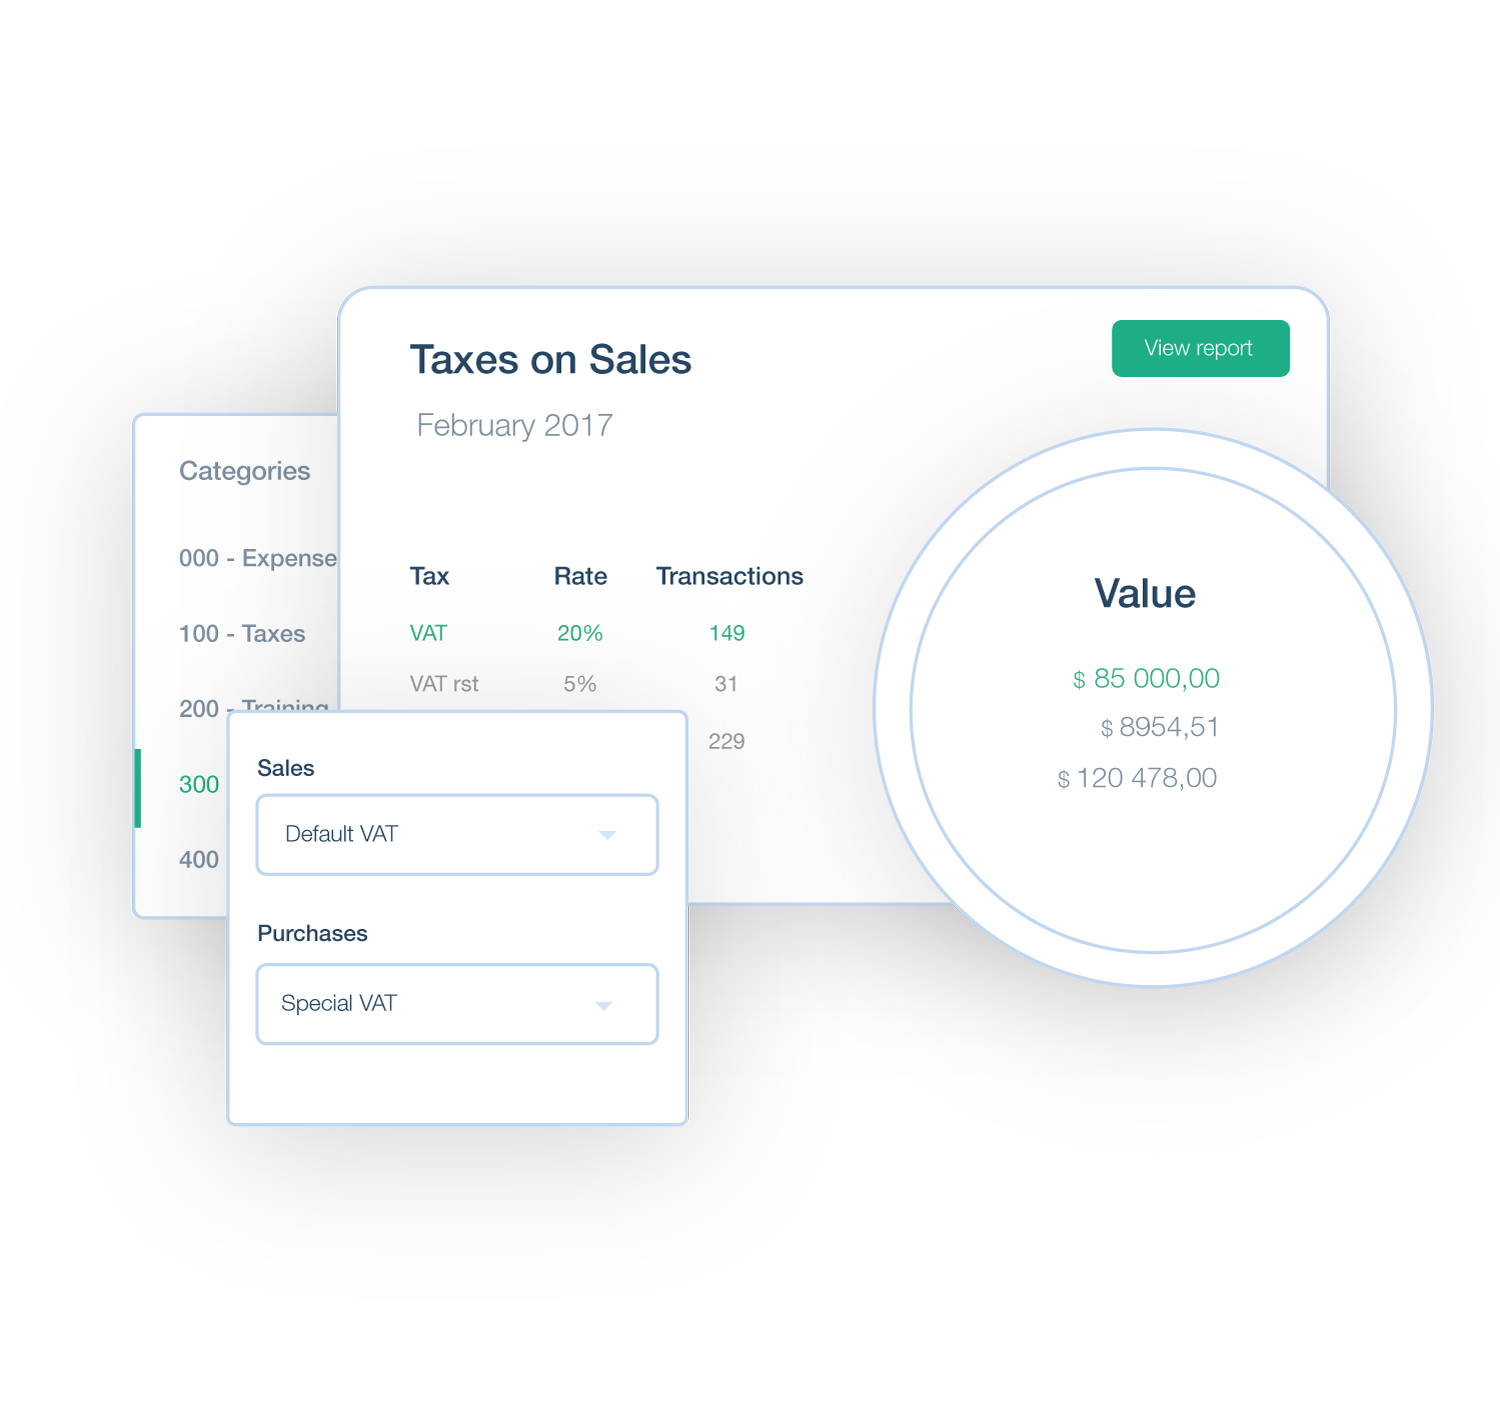 Taxes on Sales
View report
February 2017
Categories
000 - Expense
100 - Taxes
200 - Training
300
400
Tax Rate Transactions
VAT 20% 149
VAT rst 5% 31
229
Value
$ 85 000,00
$ 8954,51
$ 120 478,00
Sales
Default VAT
Purchases
Special VAT